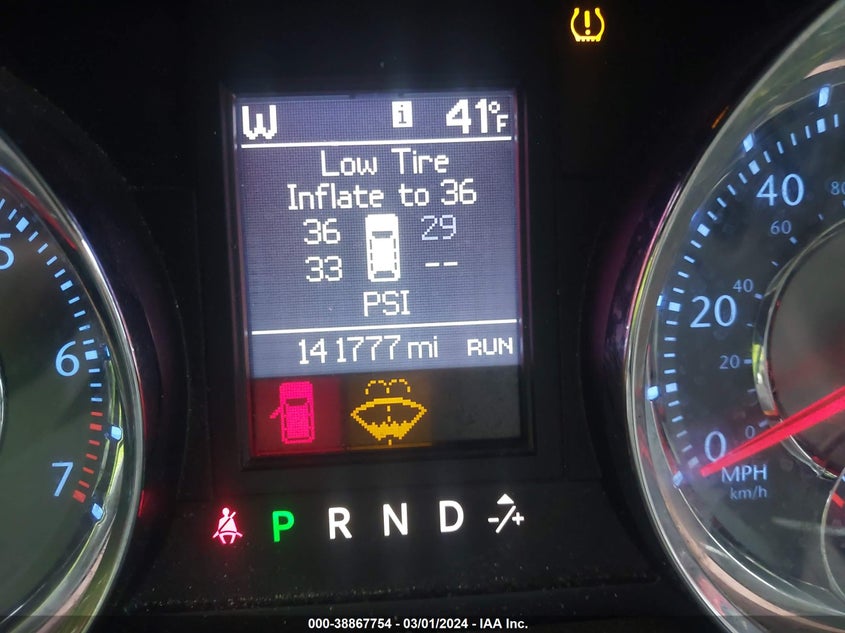 W i 41°F
Low Tire
Inflate to 36
36 29
33 --
PSI
141777 mi RUN
5
6
7
40
80
60
20
40
20
0
0
MPH
km/h
P R N D -/+
000-38867754 / 03/01/2024 - IAA Inc.